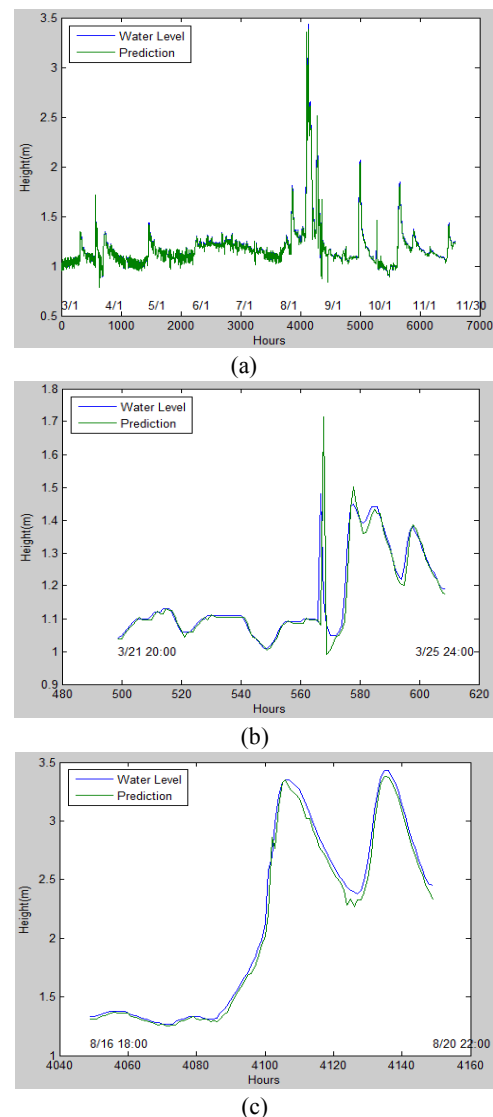 3.5
Water Level
Prediction
3
2.5
Height(m)
2
1.5
1
3/1 4/1 5/1 6/1 7/1 8/1 9/1 10/1 11/1 11/30
0.5
0 1000 2000 3000 4000 5000 6000 7000
Hours
(a)
1.8
Water Level
1.7
Prediction
1.6
1.5
1.4
Height(m)
1.3
1.2
1.1
1
3/21 20:00 3/25 24:00
0.9
480 500 520 540 560 580 600 620
Hours
(b)
3.5
Water Level
Prediction
3
2.5
Height(m)
2
1.5
8/16 18:00 8/20 22:00
1
4040 4060 4080 4100 4120 4140 4160
Hours
(c)